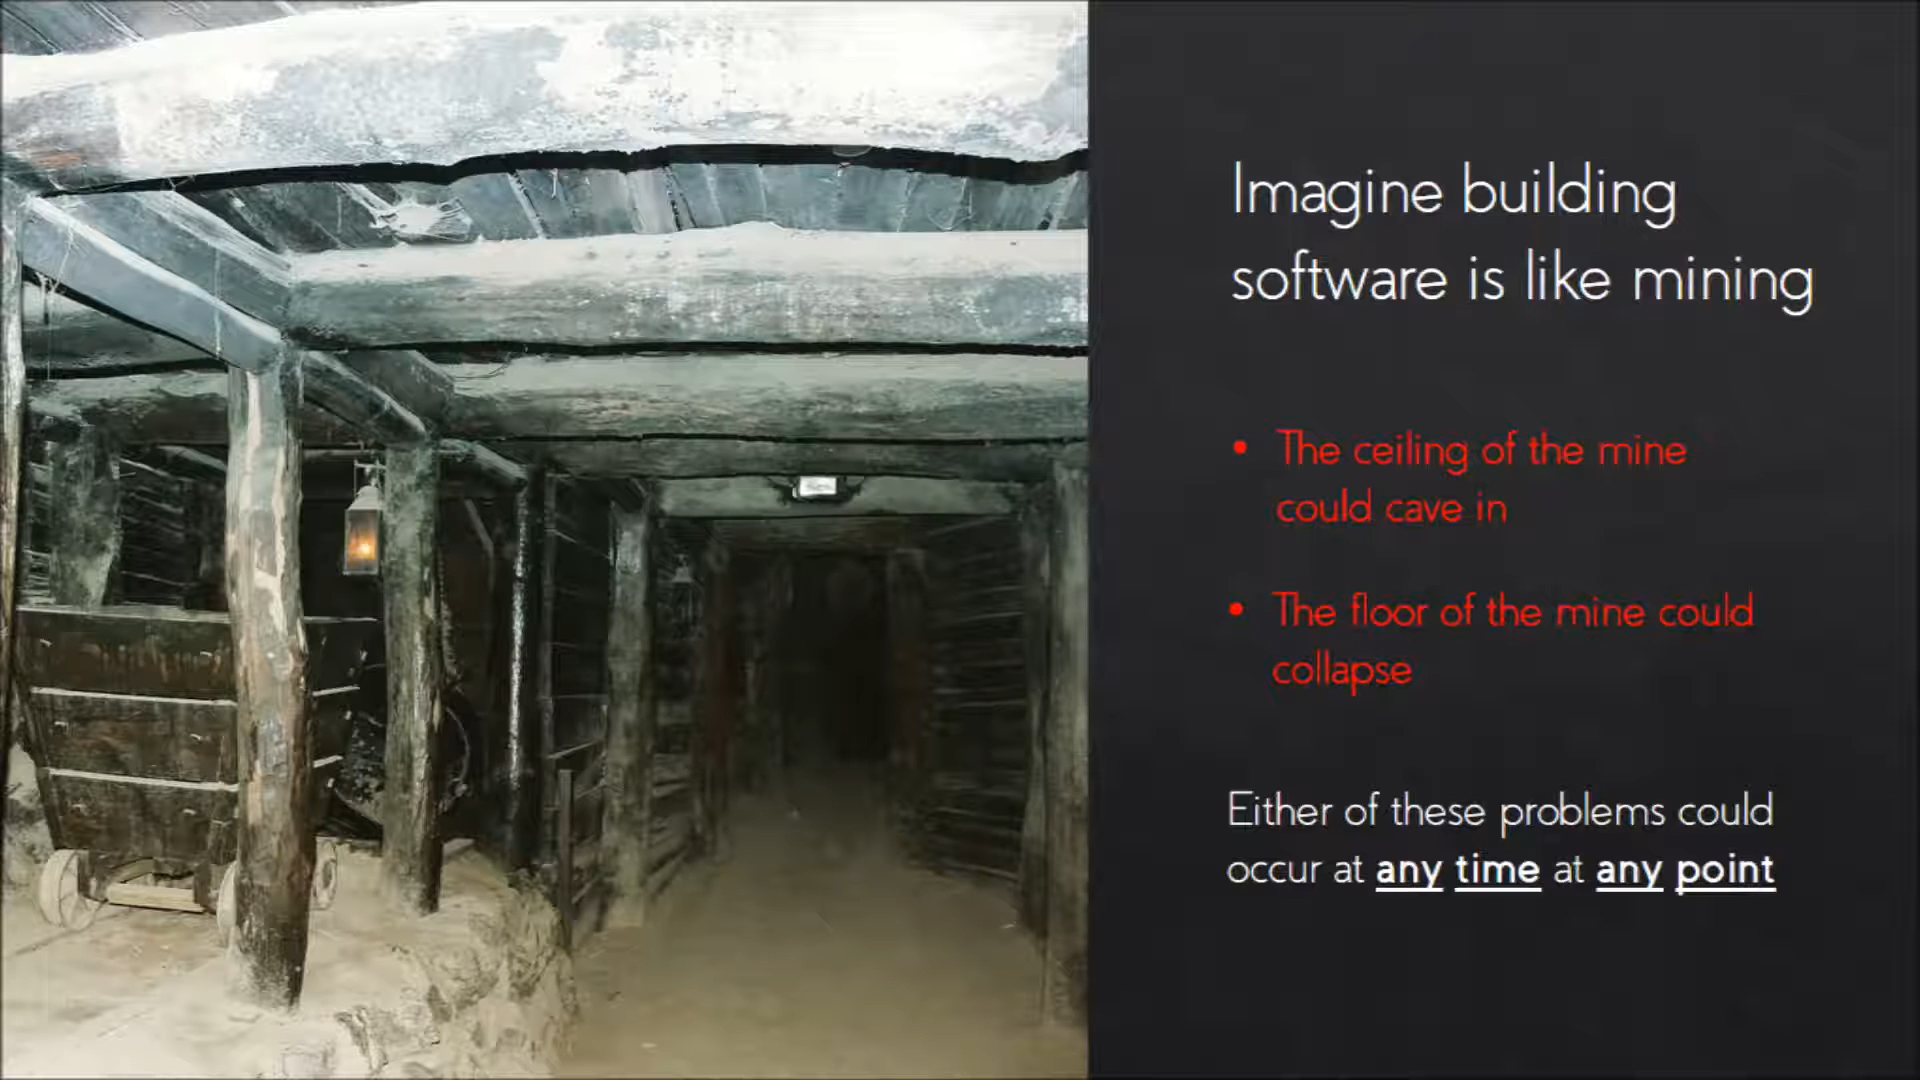 Imagine building
software is like mining
• The ceiling of the mine
could cave in
• The floor of the mine could
collapse
Either of these problems could
occur at any time at any point